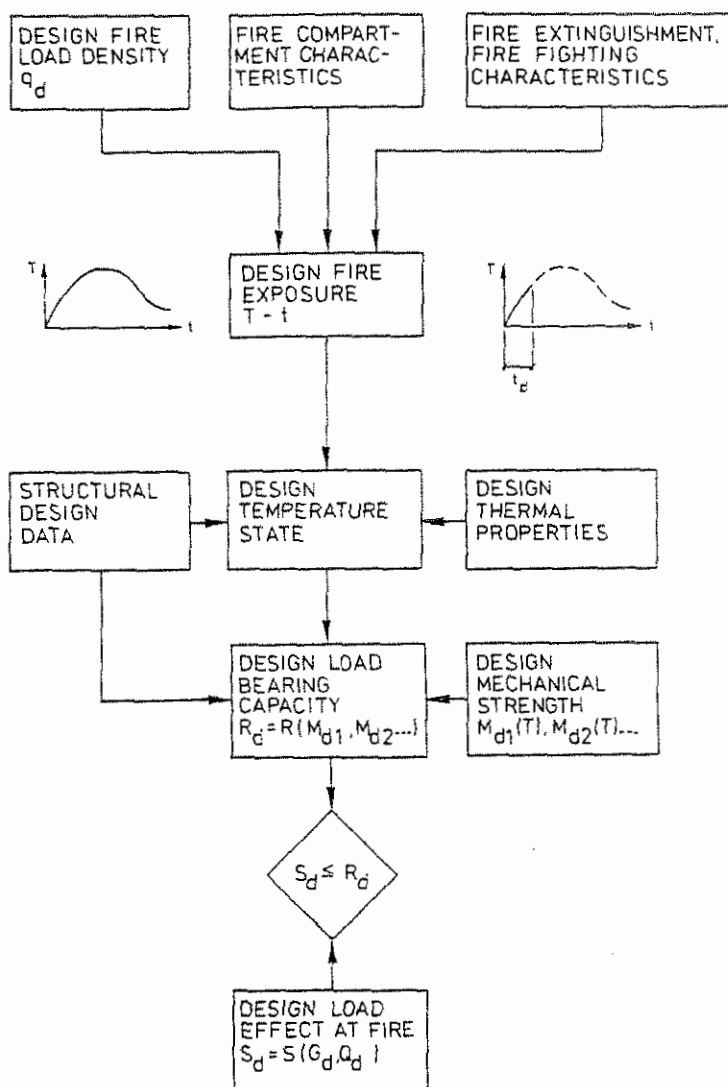 DESIGN FIRE
LOAD DENSITY
q_d
FIRE COMPART-
MENT CHARAC-
TERISTICS
FIRE EXTINGUISHMENT,
FIRE FIGHTING
CHARACTERISTICS
T
t
DESIGN FIRE
EXPOSURE
T - t
T
t
t_d
STRUCTURAL
DESIGN
DATA
DESIGN
TEMPERATURE
STATE
DESIGN
THERMAL
PROPERTIES
DESIGN LOAD
BEARING
CAPACITY
R_d = R(M_d1, M_d2...)
DESIGN
MECHANICAL
STRENGTH
M_d1(T), M_d2(T)...
S_d ≤ R_d
DESIGN LOAD
EFFECT AT FIRE
S_d = S(G_d, Q_d)